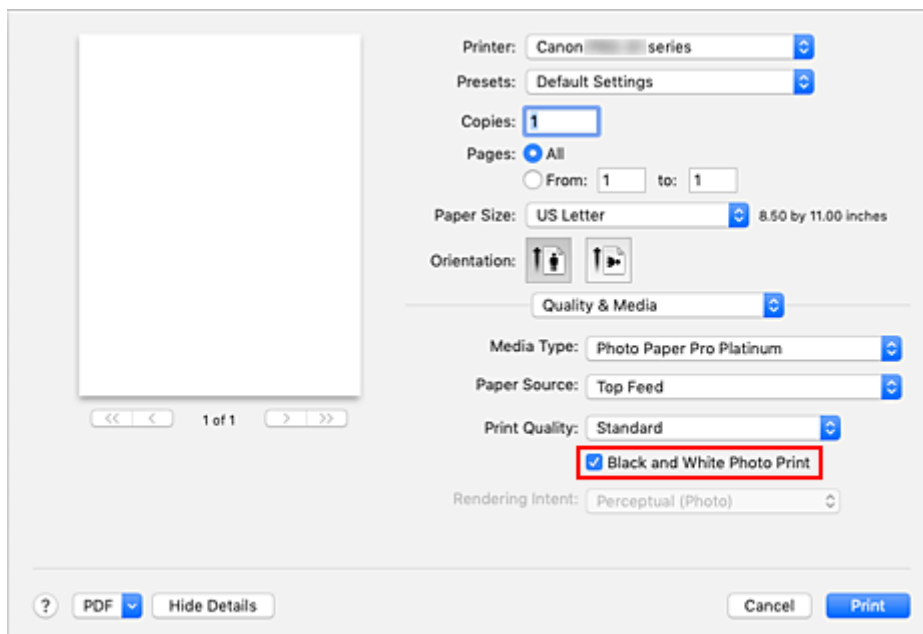 Printer: Canon series
Presets: Default Settings
Copies: 1
Pages: All
From: 1 to: 1
Paper Size: US Letter 8.50 by 11.00 inches
Orientation:
Quality & Media
Media Type: Photo Paper Pro Platinum
Paper Source: Top Feed
<< < 1 of 1 > >>
Print Quality: Standard
Black and White Photo Print
Rendering Intent: Perceptual (Photo)
? PDF Hide Details Cancel Print